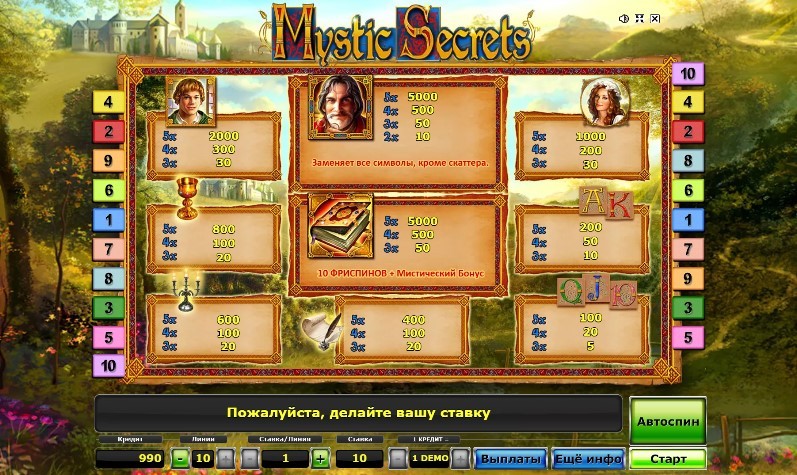 Mystic Secrets
10
4 4
2 2
9 8
6 6
1 1
7 7
8 9
3 3
5 5
10
5x 2000
4x 300
3x 30
5x 5000
4x 500
3x 50
2x 10
Заменяет все символы, кроме скаттера.
5x 1000
4x 200
3x 30
5x 800
4x 100
3x 20
5x 5000
4x 500
3x 50
10 ФРИСПИНОВ + Мистический Бонус
A K
5x 200
4x 50
3x 10
5x 600
4x 100
3x 20
5x 400
4x 100
3x 20
Q J 10
5x 100
4x 20
3x 5
Пожалуйста, делайте вашу ставку
Автоспин
Кредит Линии Ставка/Линия Ставка 1 КРЕДИТ =
990 - 10 + - 1 + 10 - 1 DEMO + Выплаты Ещё инфо Старт